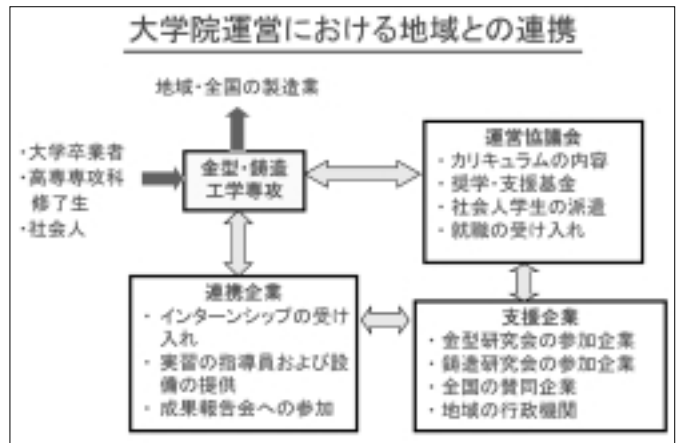 大学院運営における地域との連携
地域・全国の製造業
・大学卒業者
・高専専攻科
修了生
・社会人
金型・鋳造
工学専攻
運営協議会
・カリキュラムの内容
・奨学・支援基金
・社会人学生の派遣
・就職の受け入れ
連携企業
・インターンシップの受け
入れ
・実習の指導員および設
備の提供
・成果報告会への参加
支援企業
・金型研究会の参加企業
・鋳造研究会の参加企業
・全国の賛同企業
・地域の行政機関